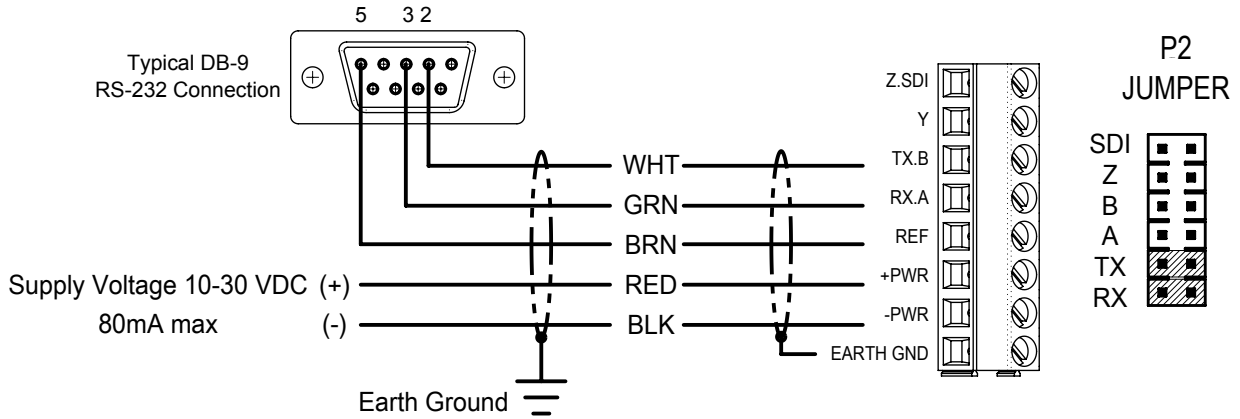 5 3 2
Typical DB-9
RS-232 Connection
Supply Voltage 10-30 VDC (+)
80mA max (-)
Earth Ground
WHT
GRN
BRN
RED
BLK
Z.SDI
Y
TX.B
RX.A
REF
+PWR
-PWR
EARTH GND
P2
JUMPER
SDI
Z
B
A
TX
RX